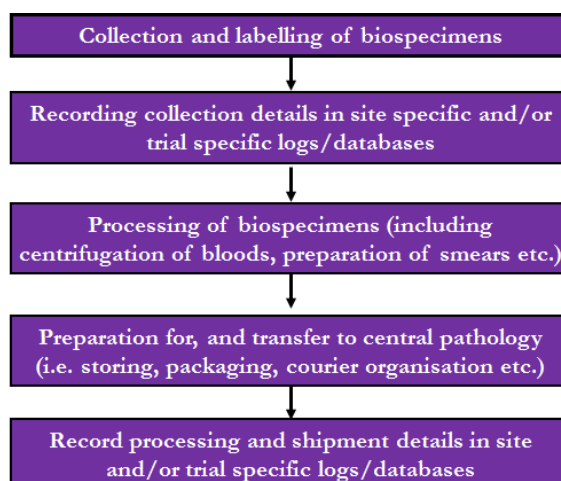 Collection and labelling of biospecimens
Recording collection details in site specific and/or
trial specific logs/databases
Processing of biospecimens (including
centrifugation of bloods, preparation of smears etc.)
Preparation for, and transfer to central pathology
(i.e. storing, packaging, courier organisation etc.)
Record processing and shipment details in site
and/or trial specific logs/databases